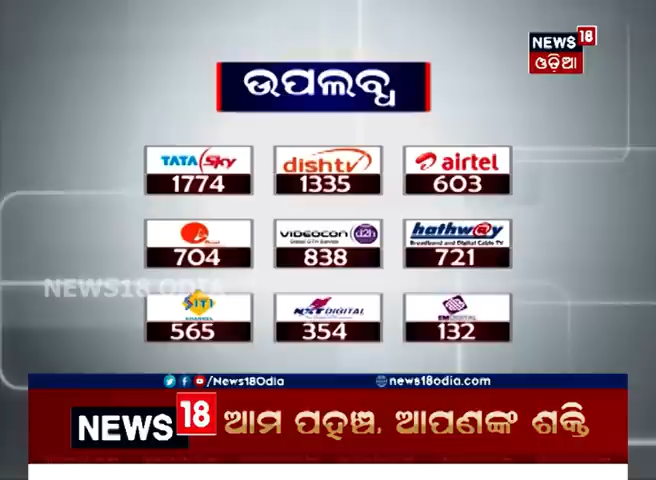 NEWS 18
ଓଡ଼ିଆ
ଉପଲବ୍ଧ
TATA Sky
dishtv
airtel
1774
1335
603
VIDEOCON d2h
hathway
Broadband and Digital Cable TV
704
838
721
NEWS18 ODIA
SITI
NXT DIGITAL
EMDIGITAL
565
354
132
/News18Odia
news18odia.com
NEWS 18 ଆମ ପହଞ୍ଚ, ଆପଣଙ୍କ ଶକ୍ତି